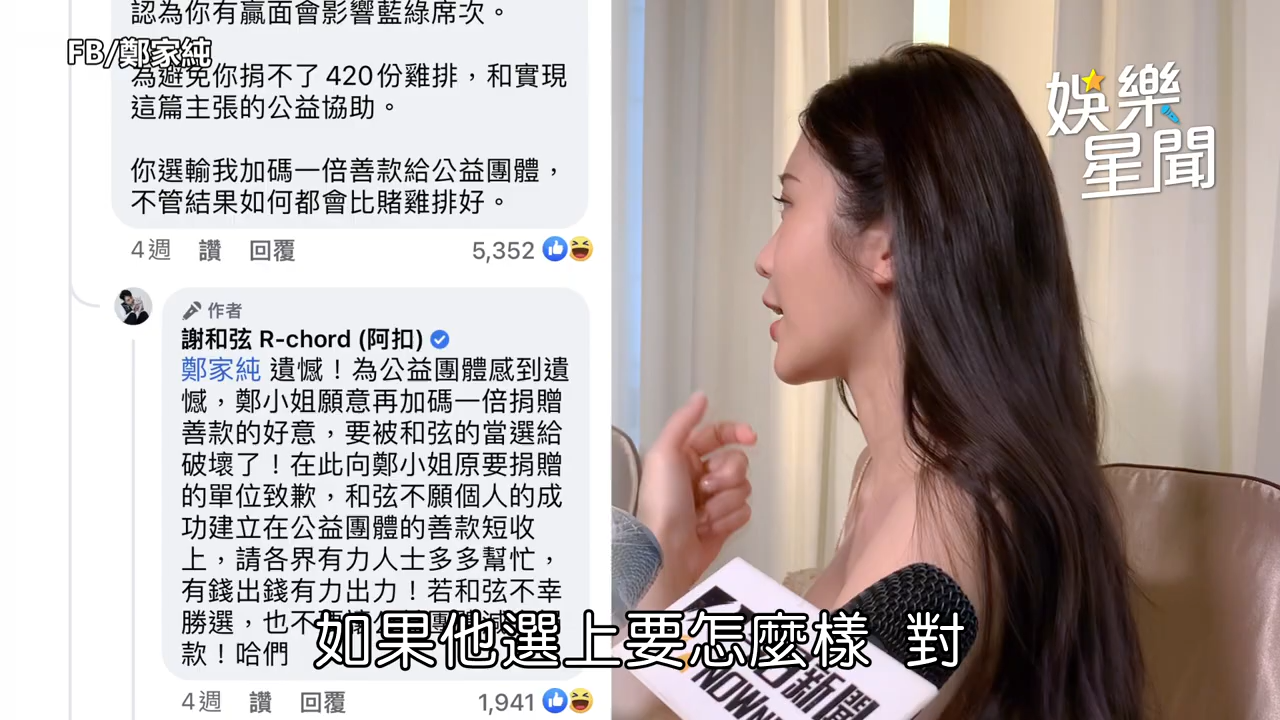 認為你有贏面會影響藍綠席次。
FB/鄭家純
為避免你捐不了420份雞排，和實現
這篇主張的公益協助。
你選輸我加碼一倍善款給公益團體，
不管結果如何都會比賭雞排好。
4週 讚 回覆 5,352
作者
謝和弦 R-chord (阿扣)
鄭家純 遺憾！為公益團體感到遺
憾，鄭小姐願意再加碼一倍捐贈
善款的好意，要被和弦的當選給
破壞了！在此向鄭小姐原要捐贈
的單位致歉，和弦不願個人的成
功建立在公益團體的善款短收
上，請各界有力人士多多幫忙，
有錢出錢有力出力！若和弦不幸
勝選，也不
款！哈們
4週 讚 回覆 1,941
娛樂
星聞
新聞
NOWN
如果他選上要怎麼樣 對